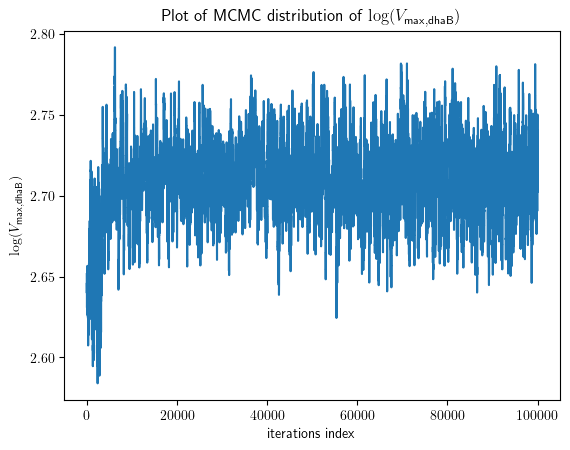 Plot of MCMC distribution of log(V_max,dhaB)
log(V_max,dhaB)
2.80
2.75
2.70
2.65
2.60
0 20000 40000 60000 80000 100000
iterations index